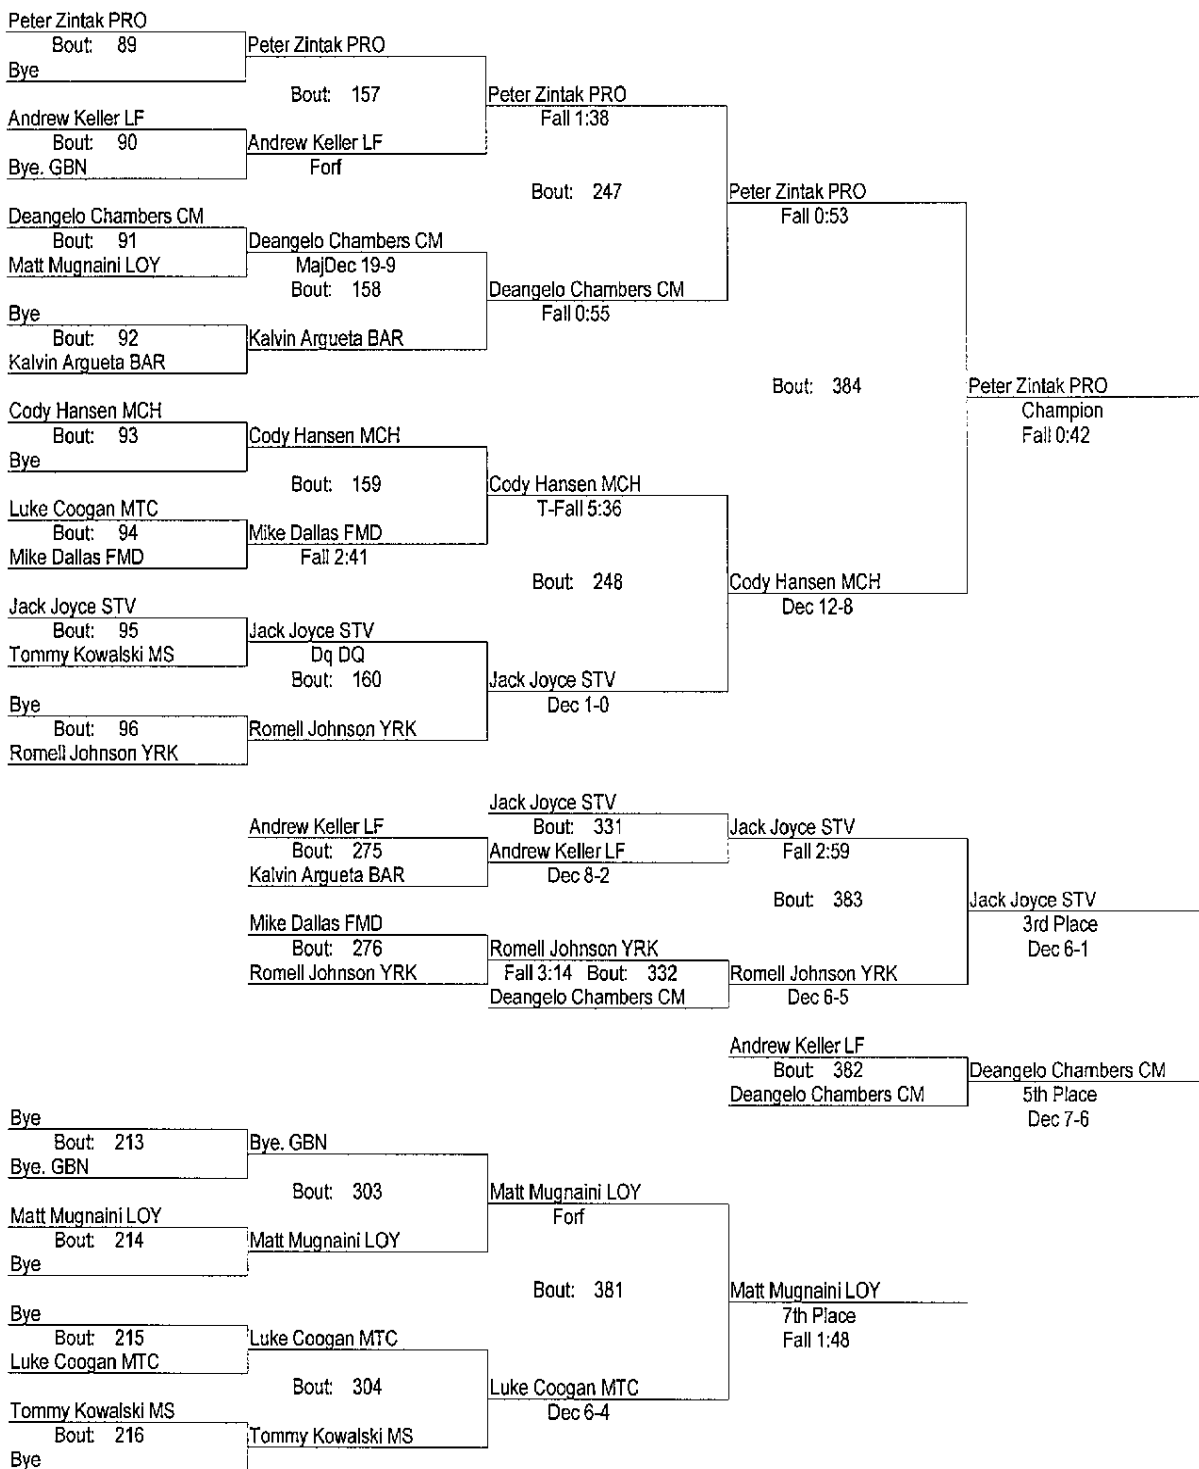 Peter Zintak PRO
Bout: 89
Bye
Peter Zintak PRO
Bout: 157
Andrew Keller LF
Bout: 90
Bye. GBN
Andrew Keller LF
Forf
Peter Zintak PRO
Fall 1:38
Bout: 247
Deangelo Chambers CM
Bout: 91
Matt Mugnaini LOY
Deangelo Chambers CM
MajDec 19-9
Bout: 158
Bye
Bout: 92
Kalvin Argueta BAR
Kalvin Argueta BAR
Deangelo Chambers CM
Fall 0:55
Peter Zintak PRO
Fall 0:53
Bout: 384
Cody Hansen MCH
Bout: 93
Bye
Cody Hansen MCH
Bout: 159
Luke Coogan MTC
Bout: 94
Mike Dallas FMD
Mike Dallas FMD
Fall 2:41
Cody Hansen MCH
T-Fall 5:36
Bout: 248
Jack Joyce STV
Bout: 95
Tommy Kowalski MS
Jack Joyce STV
Dq DQ
Bout: 160
Bye
Bout: 96
Romell Johnson YRK
Romell Johnson YRK
Jack Joyce STV
Dec 1-0
Cody Hansen MCH
Dec 12-8
Peter Zintak PRO
Champion
Fall 0:42
Andrew Keller LF
Bout: 275
Kalvin Argueta BAR
Jack Joyce STV
Bout: 331
Andrew Keller LF
Dec 8-2
Jack Joyce STV
Fall 2:59
Bout: 383
Mike Dallas FMD
Bout: 276
Romell Johnson YRK
Romell Johnson YRK
Fall 3:14 Bout: 332
Deangelo Chambers CM
Romell Johnson YRK
Dec 6-5
Jack Joyce STV
3rd Place
Dec 6-1
Andrew Keller LF
Bout: 382
Deangelo Chambers CM
Deangelo Chambers CM
5th Place
Dec 7-6
Bye
Bout: 213
Bye. GBN
Bye. GBN
Bout: 303
Matt Mugnaini LOY
Bout: 214
Bye
Matt Mugnaini LOY
Matt Mugnaini LOY
Forf
Bout: 381
Bye
Bout: 215
Luke Coogan MTC
Luke Coogan MTC
Bout: 304
Tommy Kowalski MS
Bout: 216
Bye
Tommy Kowalski MS
Luke Coogan MTC
Dec 6-4
Matt Mugnaini LOY
7th Place
Fall 1:48